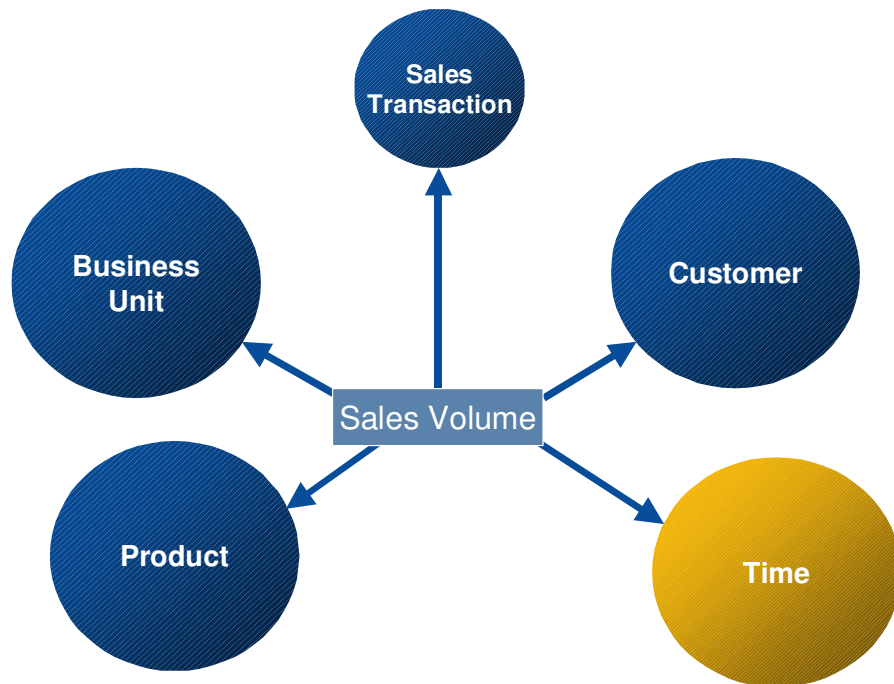 Sales
Transaction
Business
Unit
Customer
Sales Volume
Product
Time